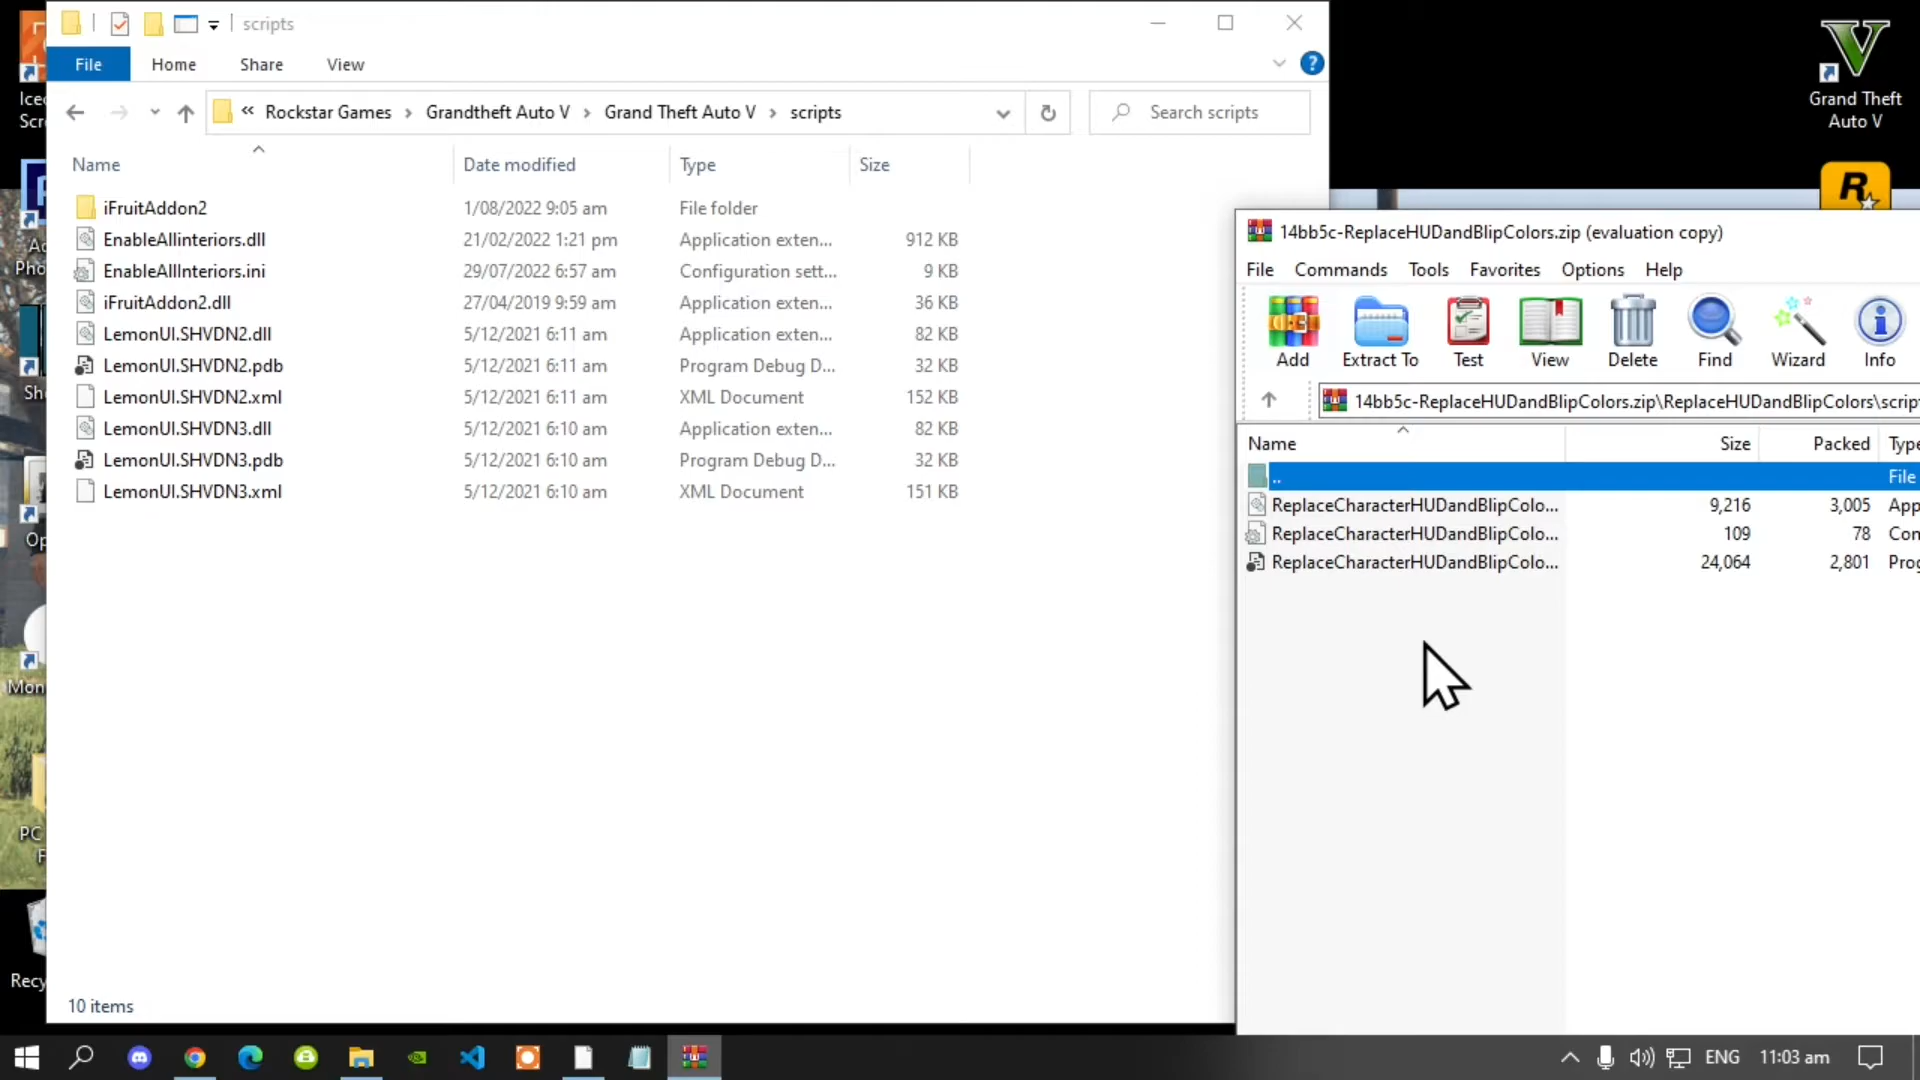 scripts
File Home Share View
« Rockstar Games › Grandtheft Auto V › Grand Theft Auto V › scripts
Search scripts
Name Date modified Type Size
iFruitAddon2 1/08/2022 9:05 am File folder
EnableAllinteriors.dll 21/02/2022 1:21 pm Application exten... 912 KB
EnableAllInteriors.ini 29/07/2022 6:57 am Configuration sett... 9 KB
iFruitAddon2.dll 27/04/2019 9:59 am Application exten... 36 KB
LemonUI.SHVDN2.dll 5/12/2021 6:11 am Application exten... 82 KB
LemonUI.SHVDN2.pdb 5/12/2021 6:11 am Program Debug D... 32 KB
LemonUI.SHVDN2.xml 5/12/2021 6:11 am XML Document 152 KB
LemonUI.SHVDN3.dll 5/12/2021 6:10 am Application exten... 82 KB
LemonUI.SHVDN3.pdb 5/12/2021 6:10 am Program Debug D... 32 KB
LemonUI.SHVDN3.xml 5/12/2021 6:10 am XML Document 151 KB
10 items
Grand Theft
Auto V
14bb5c-ReplaceHUDandBlipColors.zip (evaluation copy)
File Commands Tools Favorites Options Help
Add Extract To Test View Delete Find Wizard Info
14bb5c-ReplaceHUDandBlipColors.zip\ReplaceHUDandBlipColors\script
Name Size Packed Type
.. File
ReplaceCharacterHUDandBlipColo... 9,216 3,005 App
ReplaceCharacterHUDandBlipColo... 109 78 Con
ReplaceCharacterHUDandBlipColo... 24,064 2,801 Prog
Icec
Scr
Ac
Pho
Sh
Op
Mon
PC
F
Recy
ENG 11:03 am